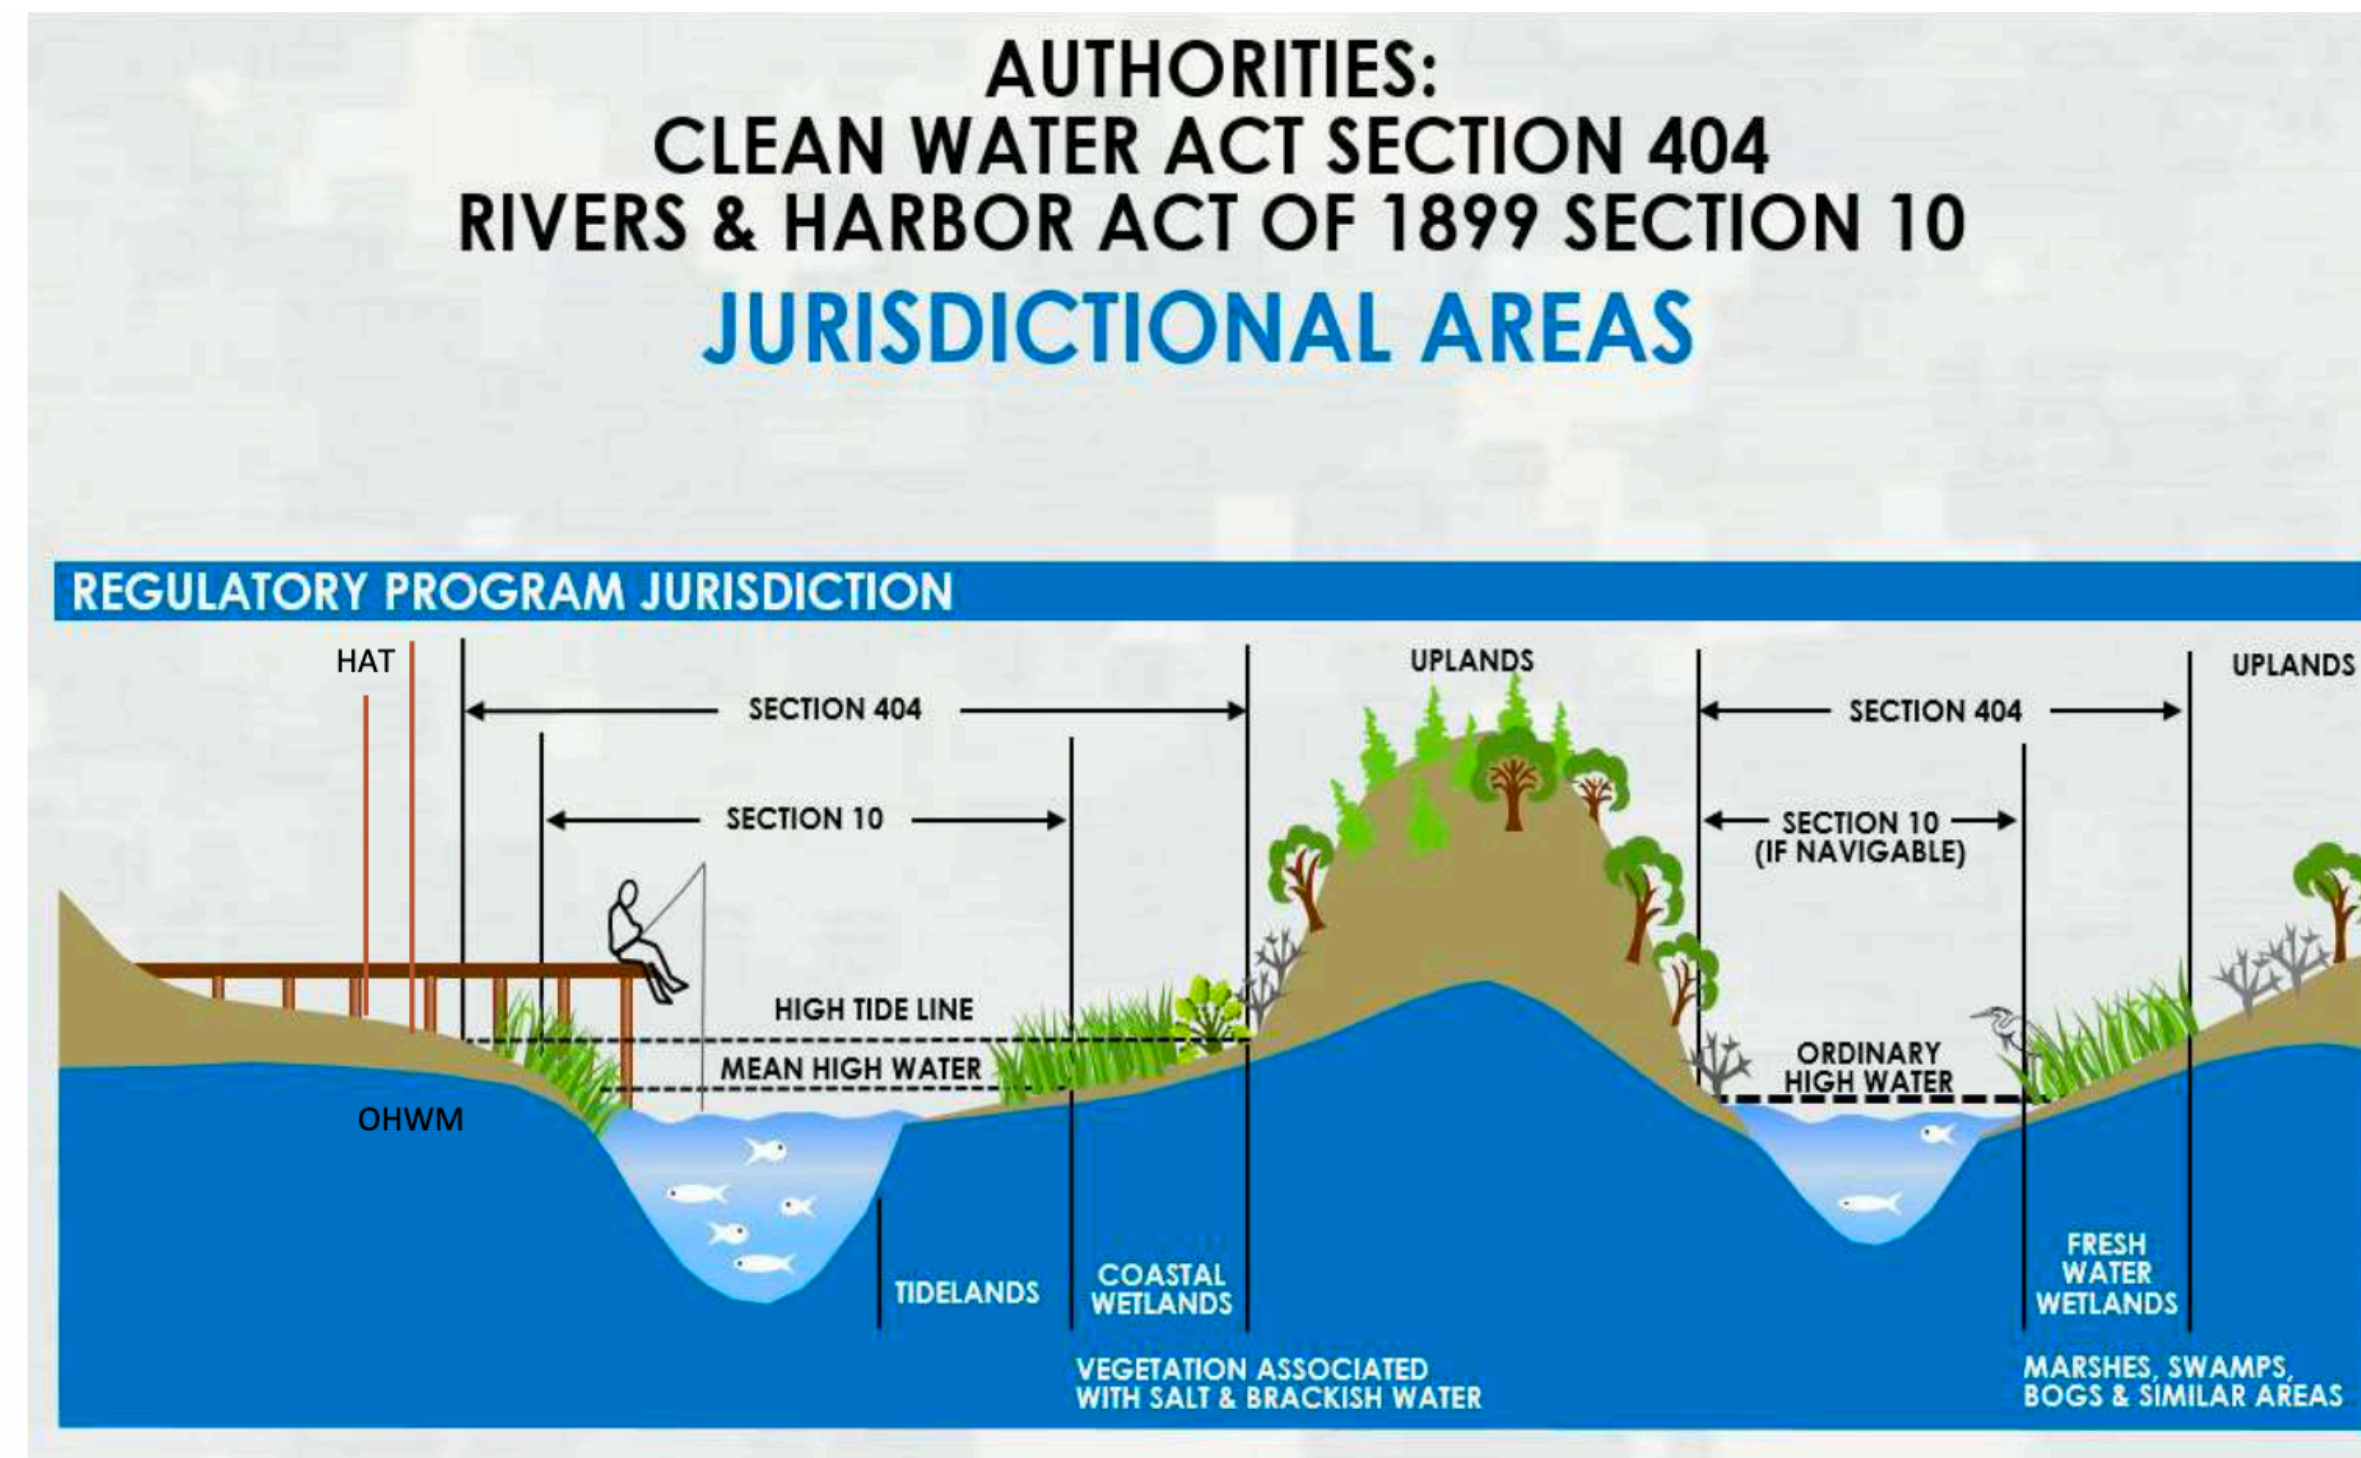 AUTHORITIES:
CLEAN WATER ACT SECTION 404
RIVERS & HARBOR ACT OF 1899 SECTION 10
JURISDICTIONAL AREAS
REGULATORY PROGRAM JURISDICTION
HAT
UPLANDS
UPLANDS
SECTION 404
SECTION 404
SECTION 10
SECTION 10
(IF NAVIGABLE)
HIGH TIDE LINE
MEAN HIGH WATER
ORDINARY
HIGH WATER
OHWM
TIDELANDS
COASTAL
WETLANDS
FRESH
WATER
WETLANDS
VEGETATION ASSOCIATED
WITH SALT & BRACKISH WATER
MARSHES, SWAMPS,
BOGS & SIMILAR AREAS